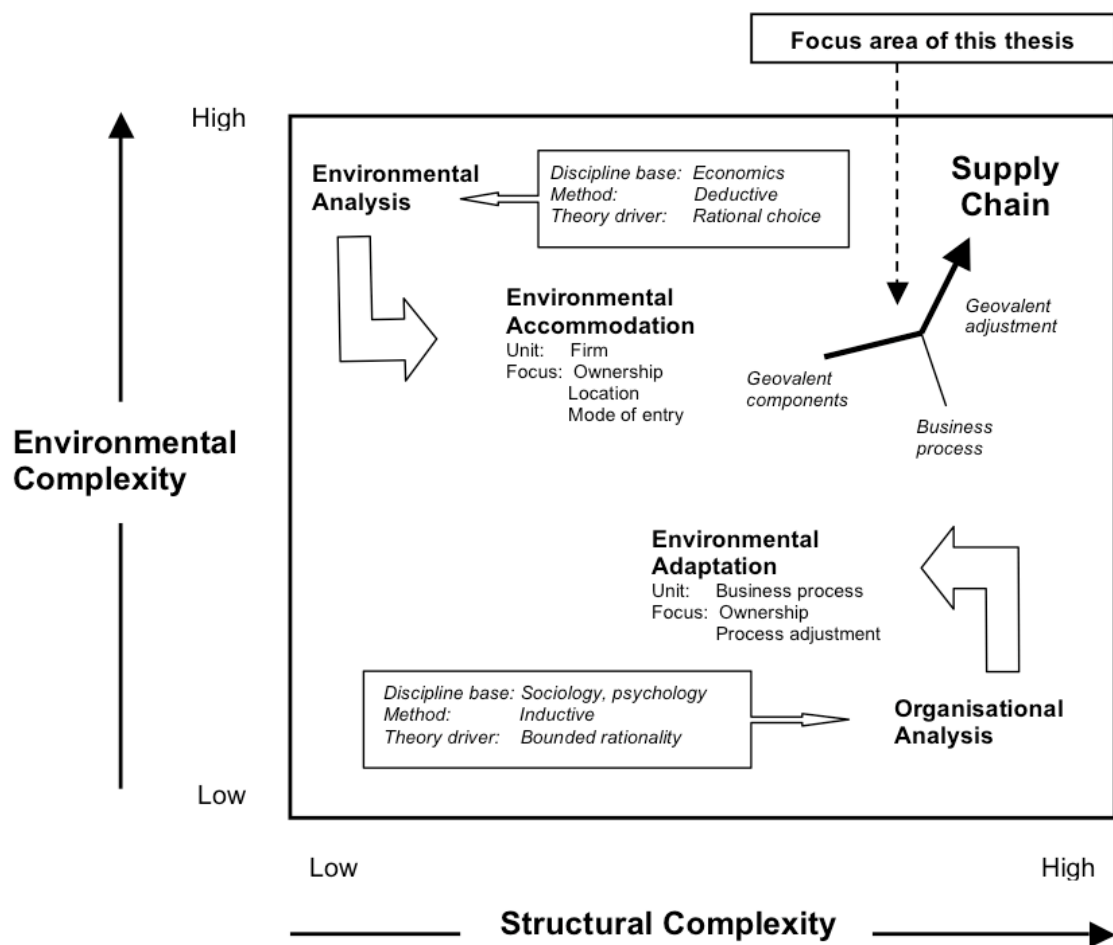 Focus area of this thesis
High
Environmental
Analysis
Discipline base: Economics
Method: Deductive
Theory driver: Rational choice
Supply
Chain
Environmental
Accommodation
Unit: Firm
Focus: Ownership
Location
Mode of entry
Geovalent
adjustment
Geovalent
components
Business
process
Environmental
Complexity
Environmental
Adaptation
Unit: Business process
Focus: Ownership
Process adjustment
Discipline base: Sociology, psychology
Method: Inductive
Theory driver: Bounded rationality
Organisational
Analysis
Low
Low
High
Structural Complexity